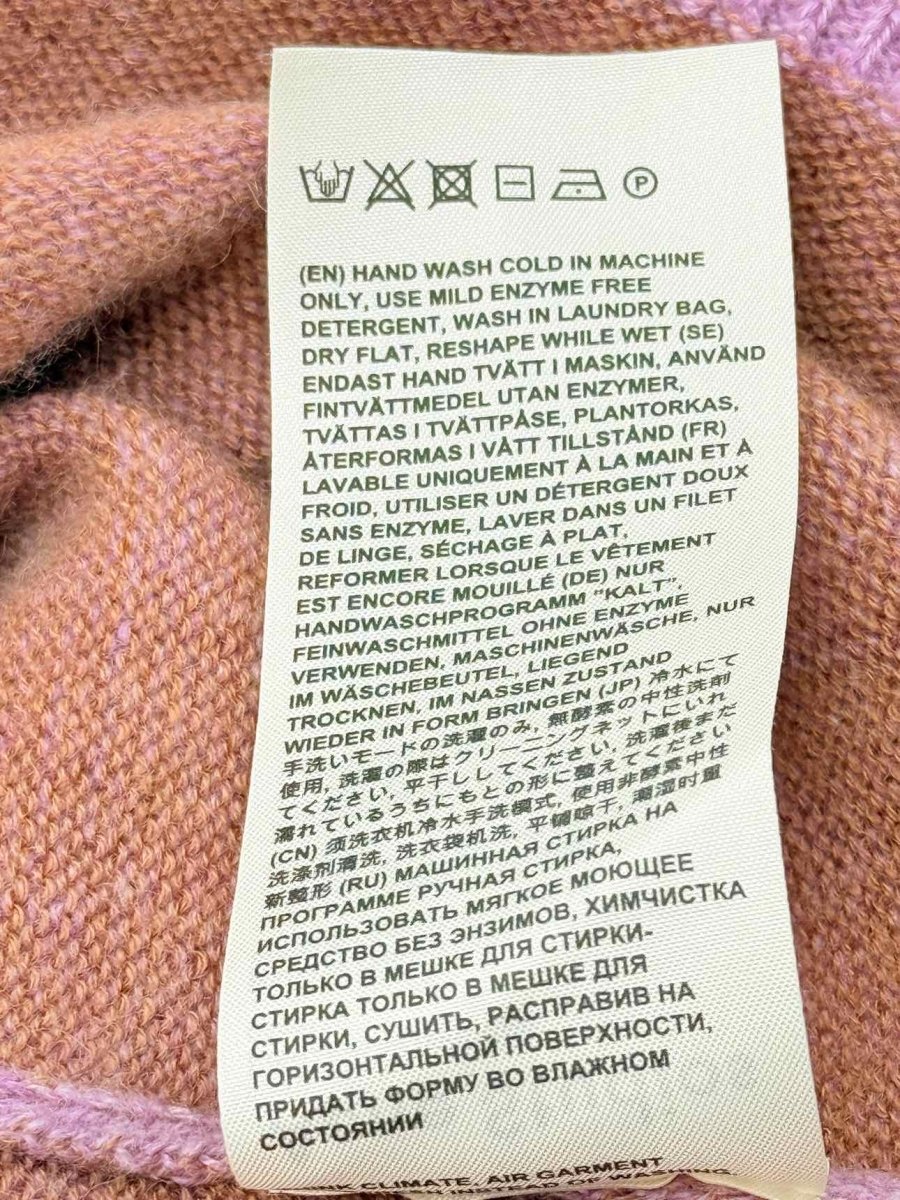 P
(EN) HAND WASH COLD IN MACHINE
ONLY, USE MILD ENZYME FREE
DETERGENT, WASH IN LAUNDRY BAG,
DRY FLAT, RESHAPE WHILE WET (SE)
ENDAST HAND TVÄTT I MASKIN, ANVÄND
FINTVÄTTMEDEL UTAN ENZYMER,
TVÄTTAS I TVÄTTPÅSE, PLANTORKAS,
ÅTERFORMAS I VÅTT TILLSTÅND (FR)
LAVABLE UNIQUEMENT À LA MAIN ET À
FROID, UTILISER UN DÉTERGENT DOUX
SANS ENZYME, LAVER DANS UN FILET
DE LINGE, SÉCHAGE À PLAT,
REFORMER LORSQUE LE VÊTEMENT
EST ENCORE MOUILLÉ (DE) NUR
HANDWASCHPROGRAMM "KALT",
FEINWASCHMITTEL OHNE ENZYME
VERWENDEN, MASCHINENWÄSCHE, NUR
IM WÄSCHEBEUTEL, LIEGEND
TROCKNEN, IM NASSEN ZUSTAND
WIEDER IN FORM BRINGEN (JP) 冷水にて
手洗いモードの洗濯のみ, 無酵素の中性洗剤
使用, 洗濯の際はクリーニングネットにいれ
てください, 平干ししてください, 洗濯後まだ
濡れているうちにもとの形に整えてください
(CN) 须洗衣机冷水手洗模式, 使用非酵素中性
洗涤剂清洗, 洗衣袋机洗, 平铺晾干, 潮湿时重
新整形 (RU) МАШИННАЯ СТИРКА НА
ПРОГРАММЕ РУЧНАЯ СТИРКА,
ИСПОЛЬЗОВАТЬ МЯГКОЕ МОЮЩЕЕ
СРЕДСТВО БЕЗ ЭНЗИМОВ, ХИМЧИСТКА
ТОЛЬКО В МЕШКЕ ДЛЯ СТИРКИ-
СТИРКА ТОЛЬКО В МЕШКЕ ДЛЯ
СТИРКИ, СУШИТЬ, РАСПРАВИВ НА
ГОРИЗОНТАЛЬНОЙ ПОВЕРХНОСТИ,
ПРИДАТЬ ФОРМУ ВО ВЛАЖНОМ
СОСТОЯНИИ
CLIMATE, AIR GARMENT
INSTEAD OF WASHING.